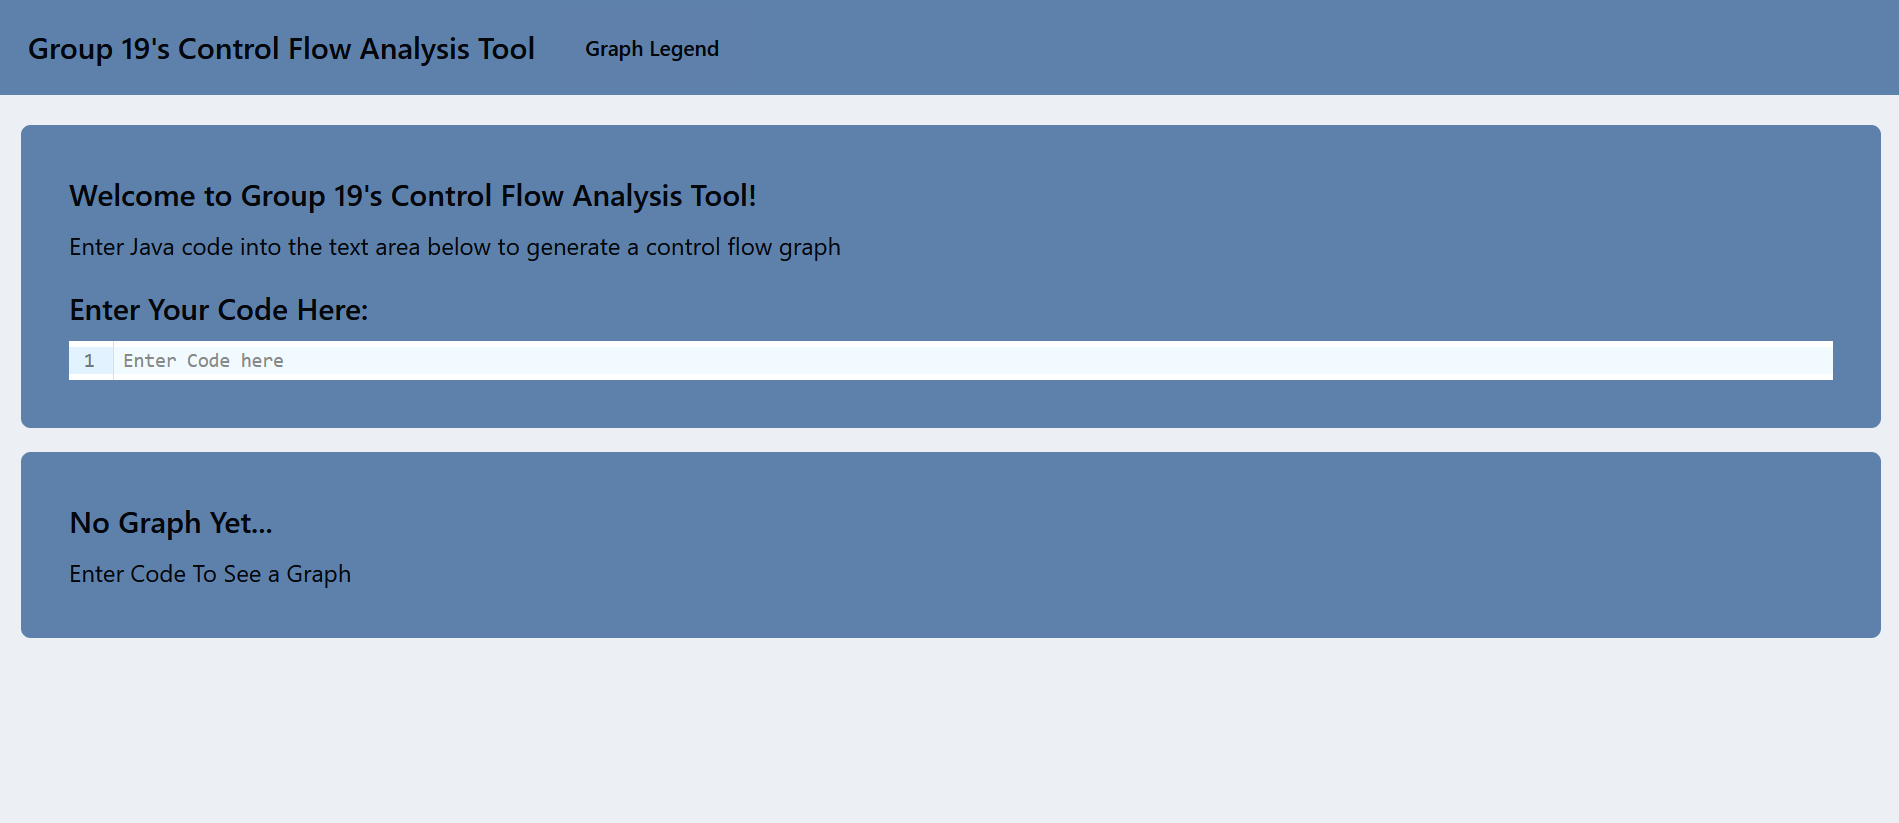 Group 19's Control Flow Analysis Tool Graph Legend
Welcome to Group 19's Control Flow Analysis Tool!
Enter Java code into the text area below to generate a control flow graph
Enter Your Code Here:
1 Enter Code here
No Graph Yet...
Enter Code To See a Graph